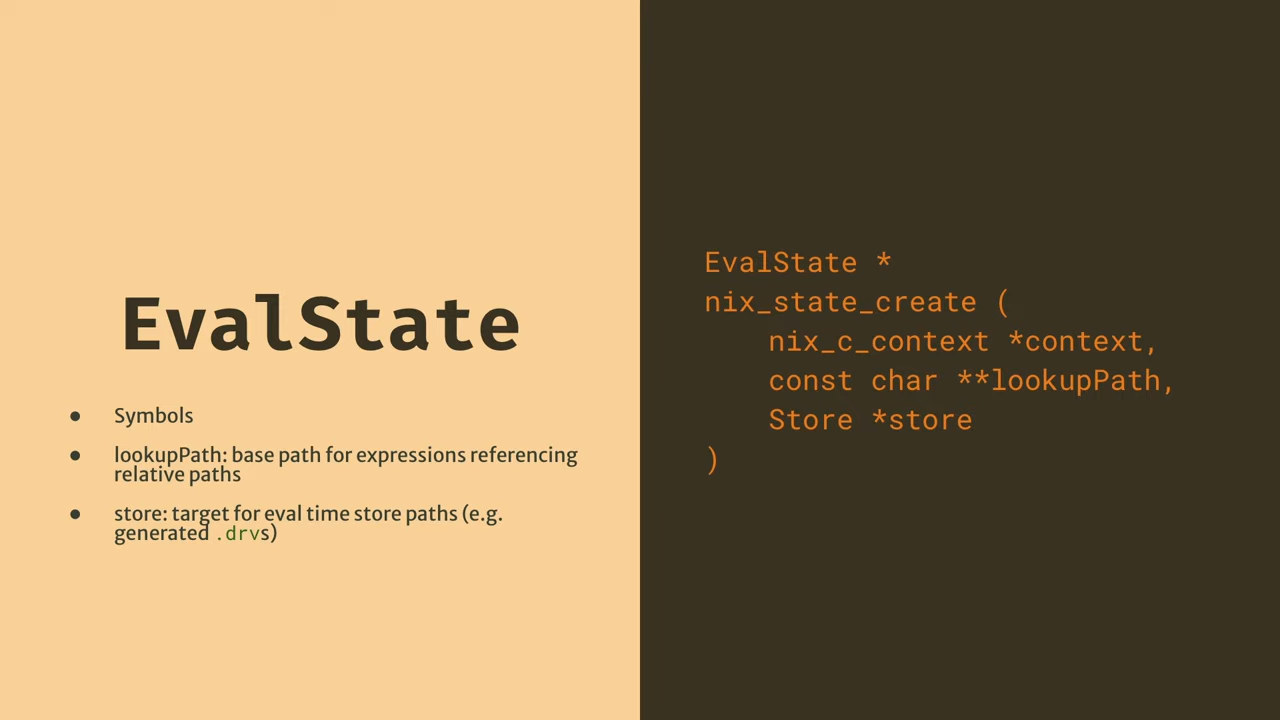 EvalState
● Symbols
● lookupPath: base path for expressions referencing
relative paths
● store: target for eval time store paths (e.g.
generated .drvs)
EvalState *
nix_state_create (
    nix_c_context *context,
    const char **lookupPath,
    Store *store
)